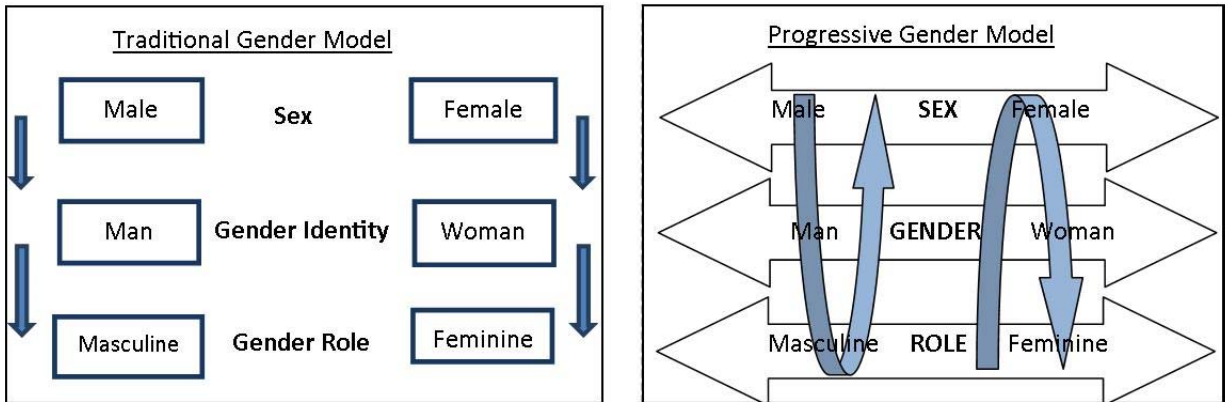 Traditional Gender Model
Male Sex Female
Man Gender Identity Woman
Masculine Gender Role Feminine
Progressive Gender Model
Male SEX Female
Man GENDER Woman
Masculine ROLE Feminine